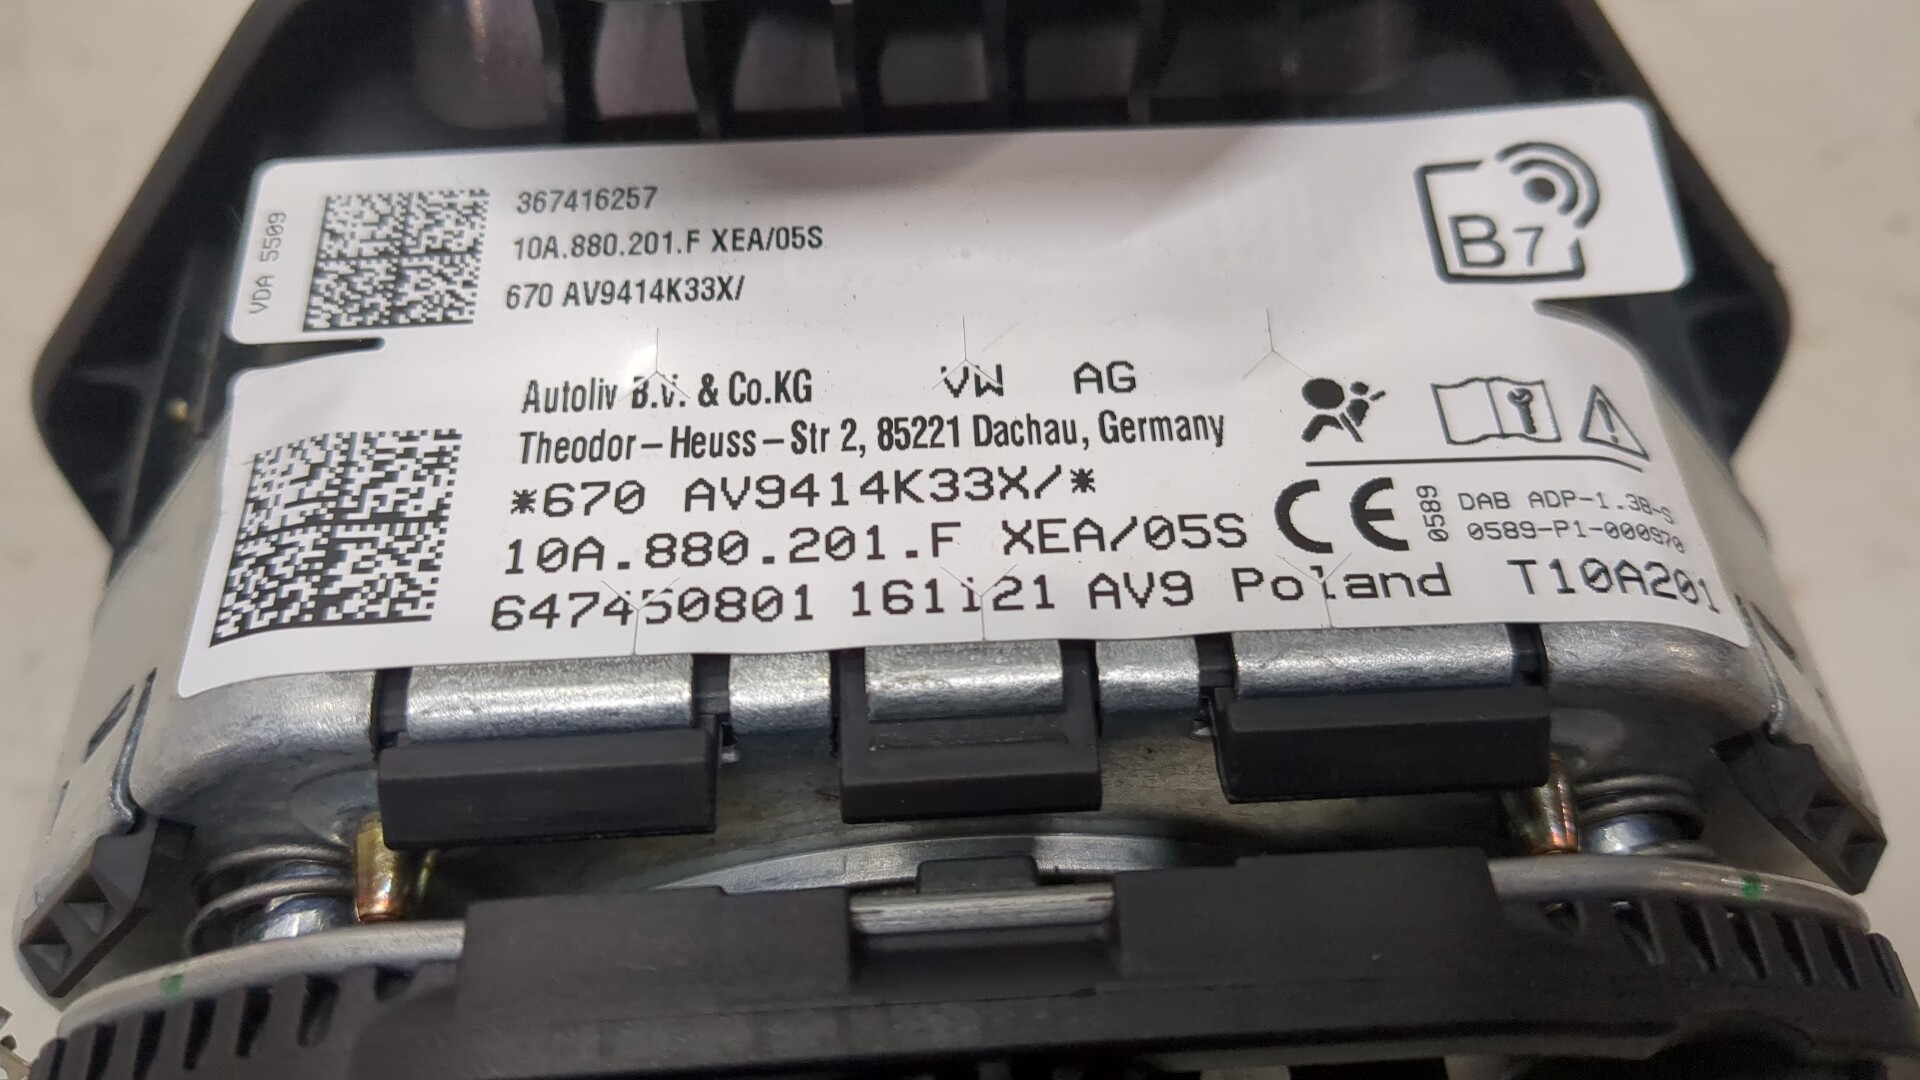 VDA 5509
367416257
10A.880.201.F XEA/05S
670 AV9414K33X/
B7
Autoliv B.V. & Co.KG VW AG
Theodor-Heuss-Str 2, 85221 Dachau, Germany
*670 AV9414K33X/*
10A.880.201.F XEA/05S
647450801 161121 AV9 Poland T10A201
CE 0589
DAB ADP-1.3B-S
0589-P1-000970